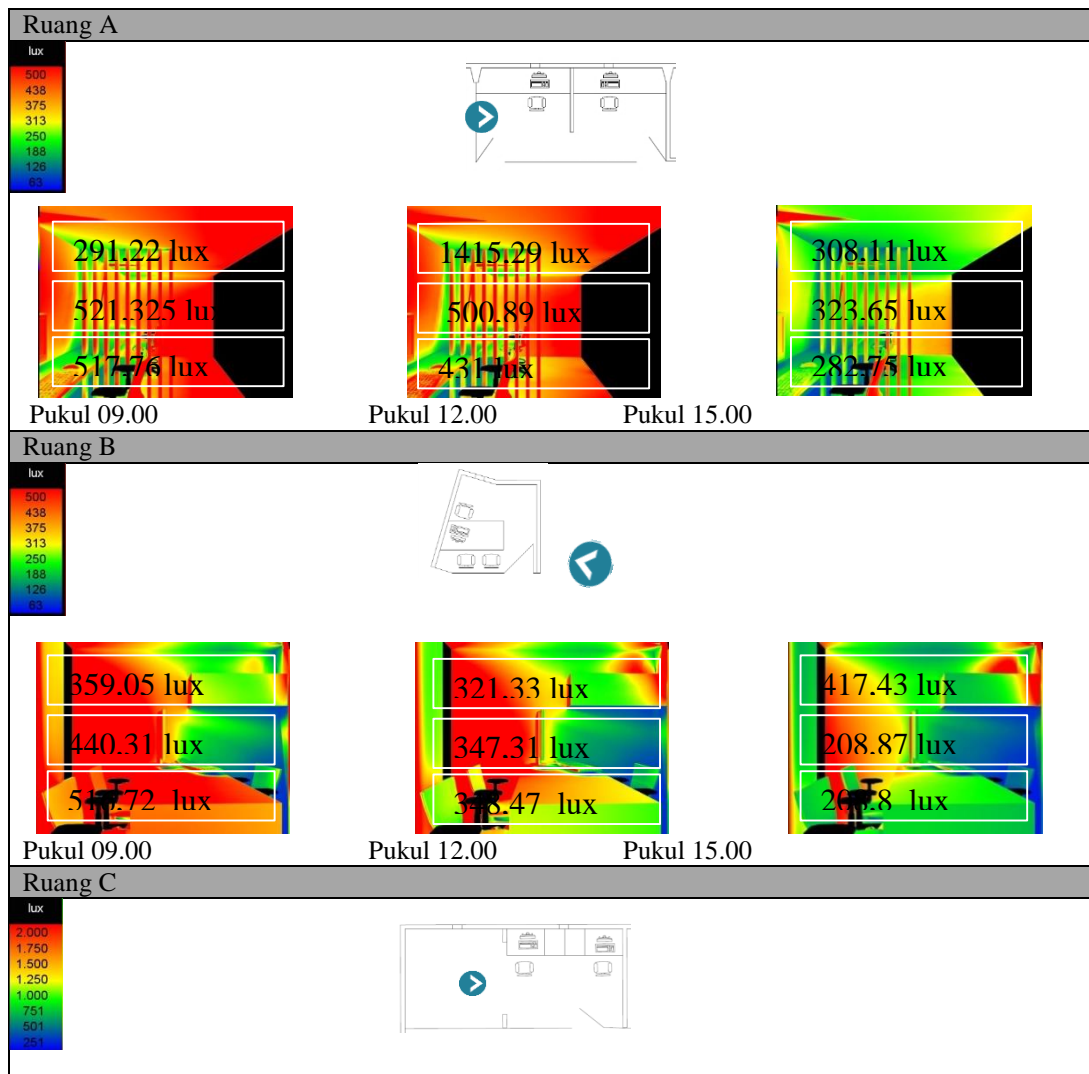 Ruang A
lux
500
438
375
313
250
188
126
63
291.22 lux
1415.29 lux
308.11 lux
521.325 lux
500.89 lux
323.65 lux
517.76 lux
431 lux
282.75 lux
Pukul 09.00 Pukul 12.00 Pukul 15.00
Ruang B
lux
500
438
375
313
250
188
126
63
359.05 lux
321.33 lux
417.43 lux
440.31 lux
347.31 lux
208.87 lux
lux
lux
lux
Pukul 09.00 Pukul 12.00 Pukul 15.00
Ruang C
lux
2.000
1.750
1.500
1.250
1.000
751
501
251